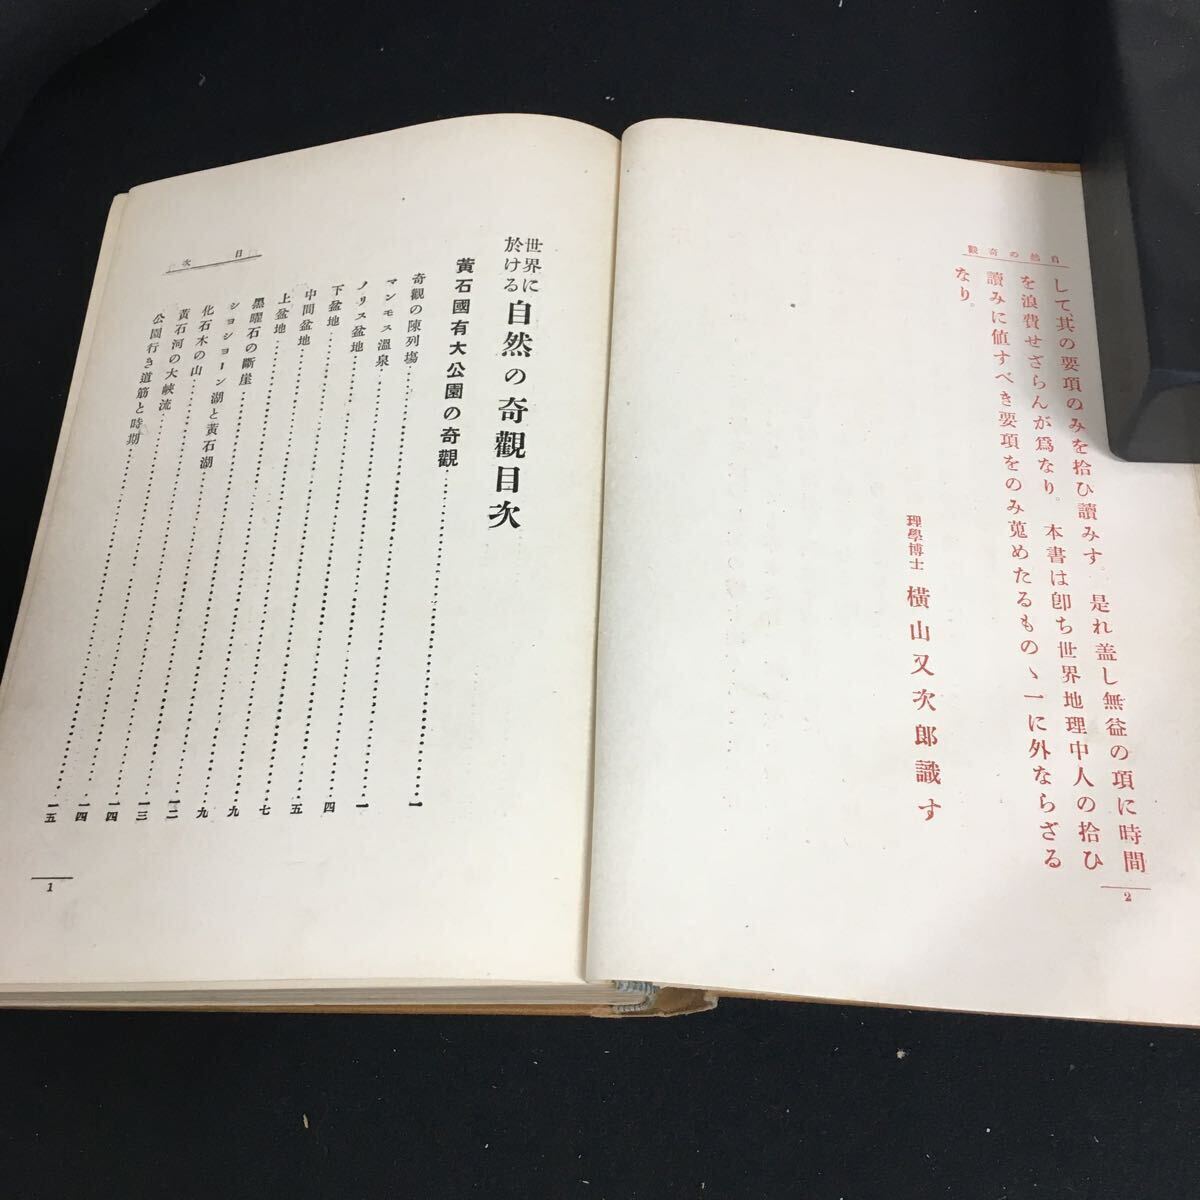 自然の奇觀
して其の要項のみを拾ひ讀みす。是れ蓋し無益の項に時間
を浪費せざらんが爲なり。本書は卽ち世界地理中人の拾ひ
讀みに値すべき要項をのみ蒐めたるものゝ一に外ならざる
なり。
理學博士 橫山又次郎識す
2
世界に於ける 自然の奇觀目次
黃石國有大公園の奇觀……一
奇觀の陳列塲……一
マンモス溫泉……四
ノリス盆地……五
下盆地……七
中間盆地……九
上盆地……九
黑曜石の斷崖……一二
ショショーン湖と黃石湖……一三
化石木の山……一四
黃石河の大峽流……一四
公園行き道筋と時期……一五
目次
1